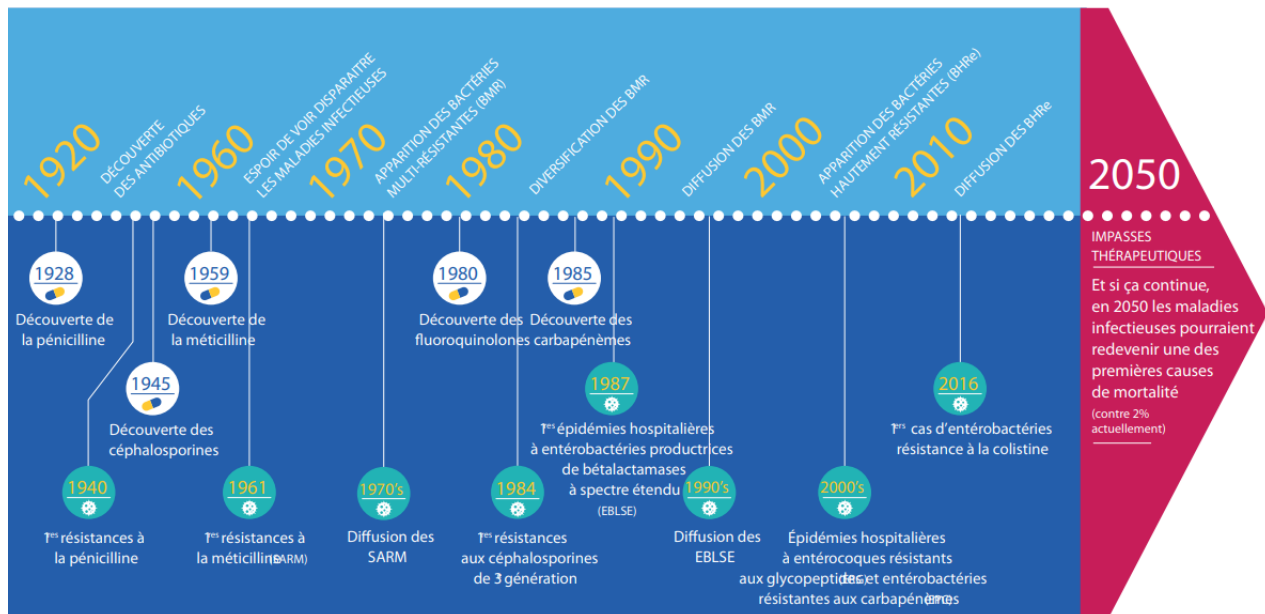 1920
DÉCOUVERTE
DES ANTIBIOTIQUES
1960
ESPOIR DE VOIR DISPARAITRE
LES MALADIES INFECTIEUSES
1970
APPARITION DES BACTÉRIES
MULTI-RÉSISTANTES (BMR)
1980
DIVERSIFICATION DES BMR
1990
DIFFUSION DES BMR
2000
APPARITION DES BACTÉRIES
HAUTEMENT RÉSISTANTES (BHRe)
2010
DIFFUSION DES BHRe
2050
IMPASSES
THÉRAPEUTIQUES
Et si ça continue,
en 2050 les maladies
infectieuses pourraient
redevenir une des
premières causes
de mortalité
(contre 2%
actuellement)
1928
Découverte de
la pénicilline
1959
Découverte de
la méticilline
1980
Découverte des
fluoroquinolones
1985
Découverte des
carbapénèmes
1945
Découverte des
céphalosporines
1987
1res épidémies hospitalières
à entérobactéries productrices
de bétalactamases
à spectre étendu
(EBLSE)
2016
1ers cas d'entérobactéries
résistance à la colistine
1940
1res résistances à
la pénicilline
1961
1res résistances à
la méticilline (SARM)
1970's
Diffusion des
SARM
1984
1res résistances
aux céphalosporines
de 3e génération
1990's
Diffusion des
EBLSE
2000's
Épidémies hospitalières
à entérocoques résistants
aux glycopeptides et entérobactéries
résistantes aux carbapénèmes (EPC)